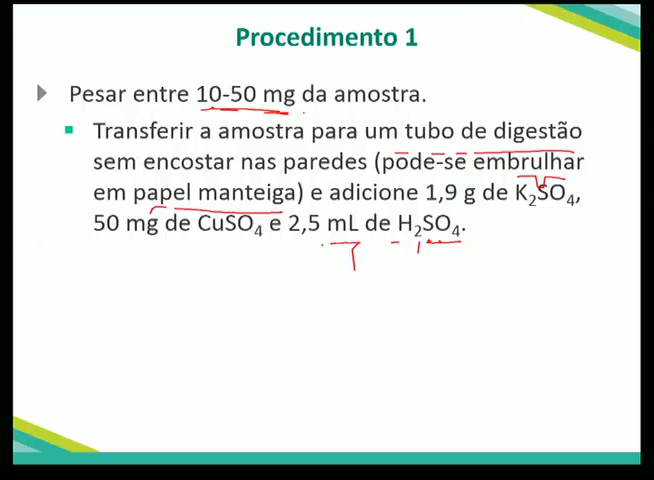 Procedimento 1
Pesar entre 10-50 mg da amostra.
Transferir a amostra para um tubo de digestão
sem encostar nas paredes (pode-se embrulhar
em papel manteiga) e adicione 1,9 g de K₂SO₄,
50 mg de CuSO₄ e 2,5 mL de H₂SO₄.